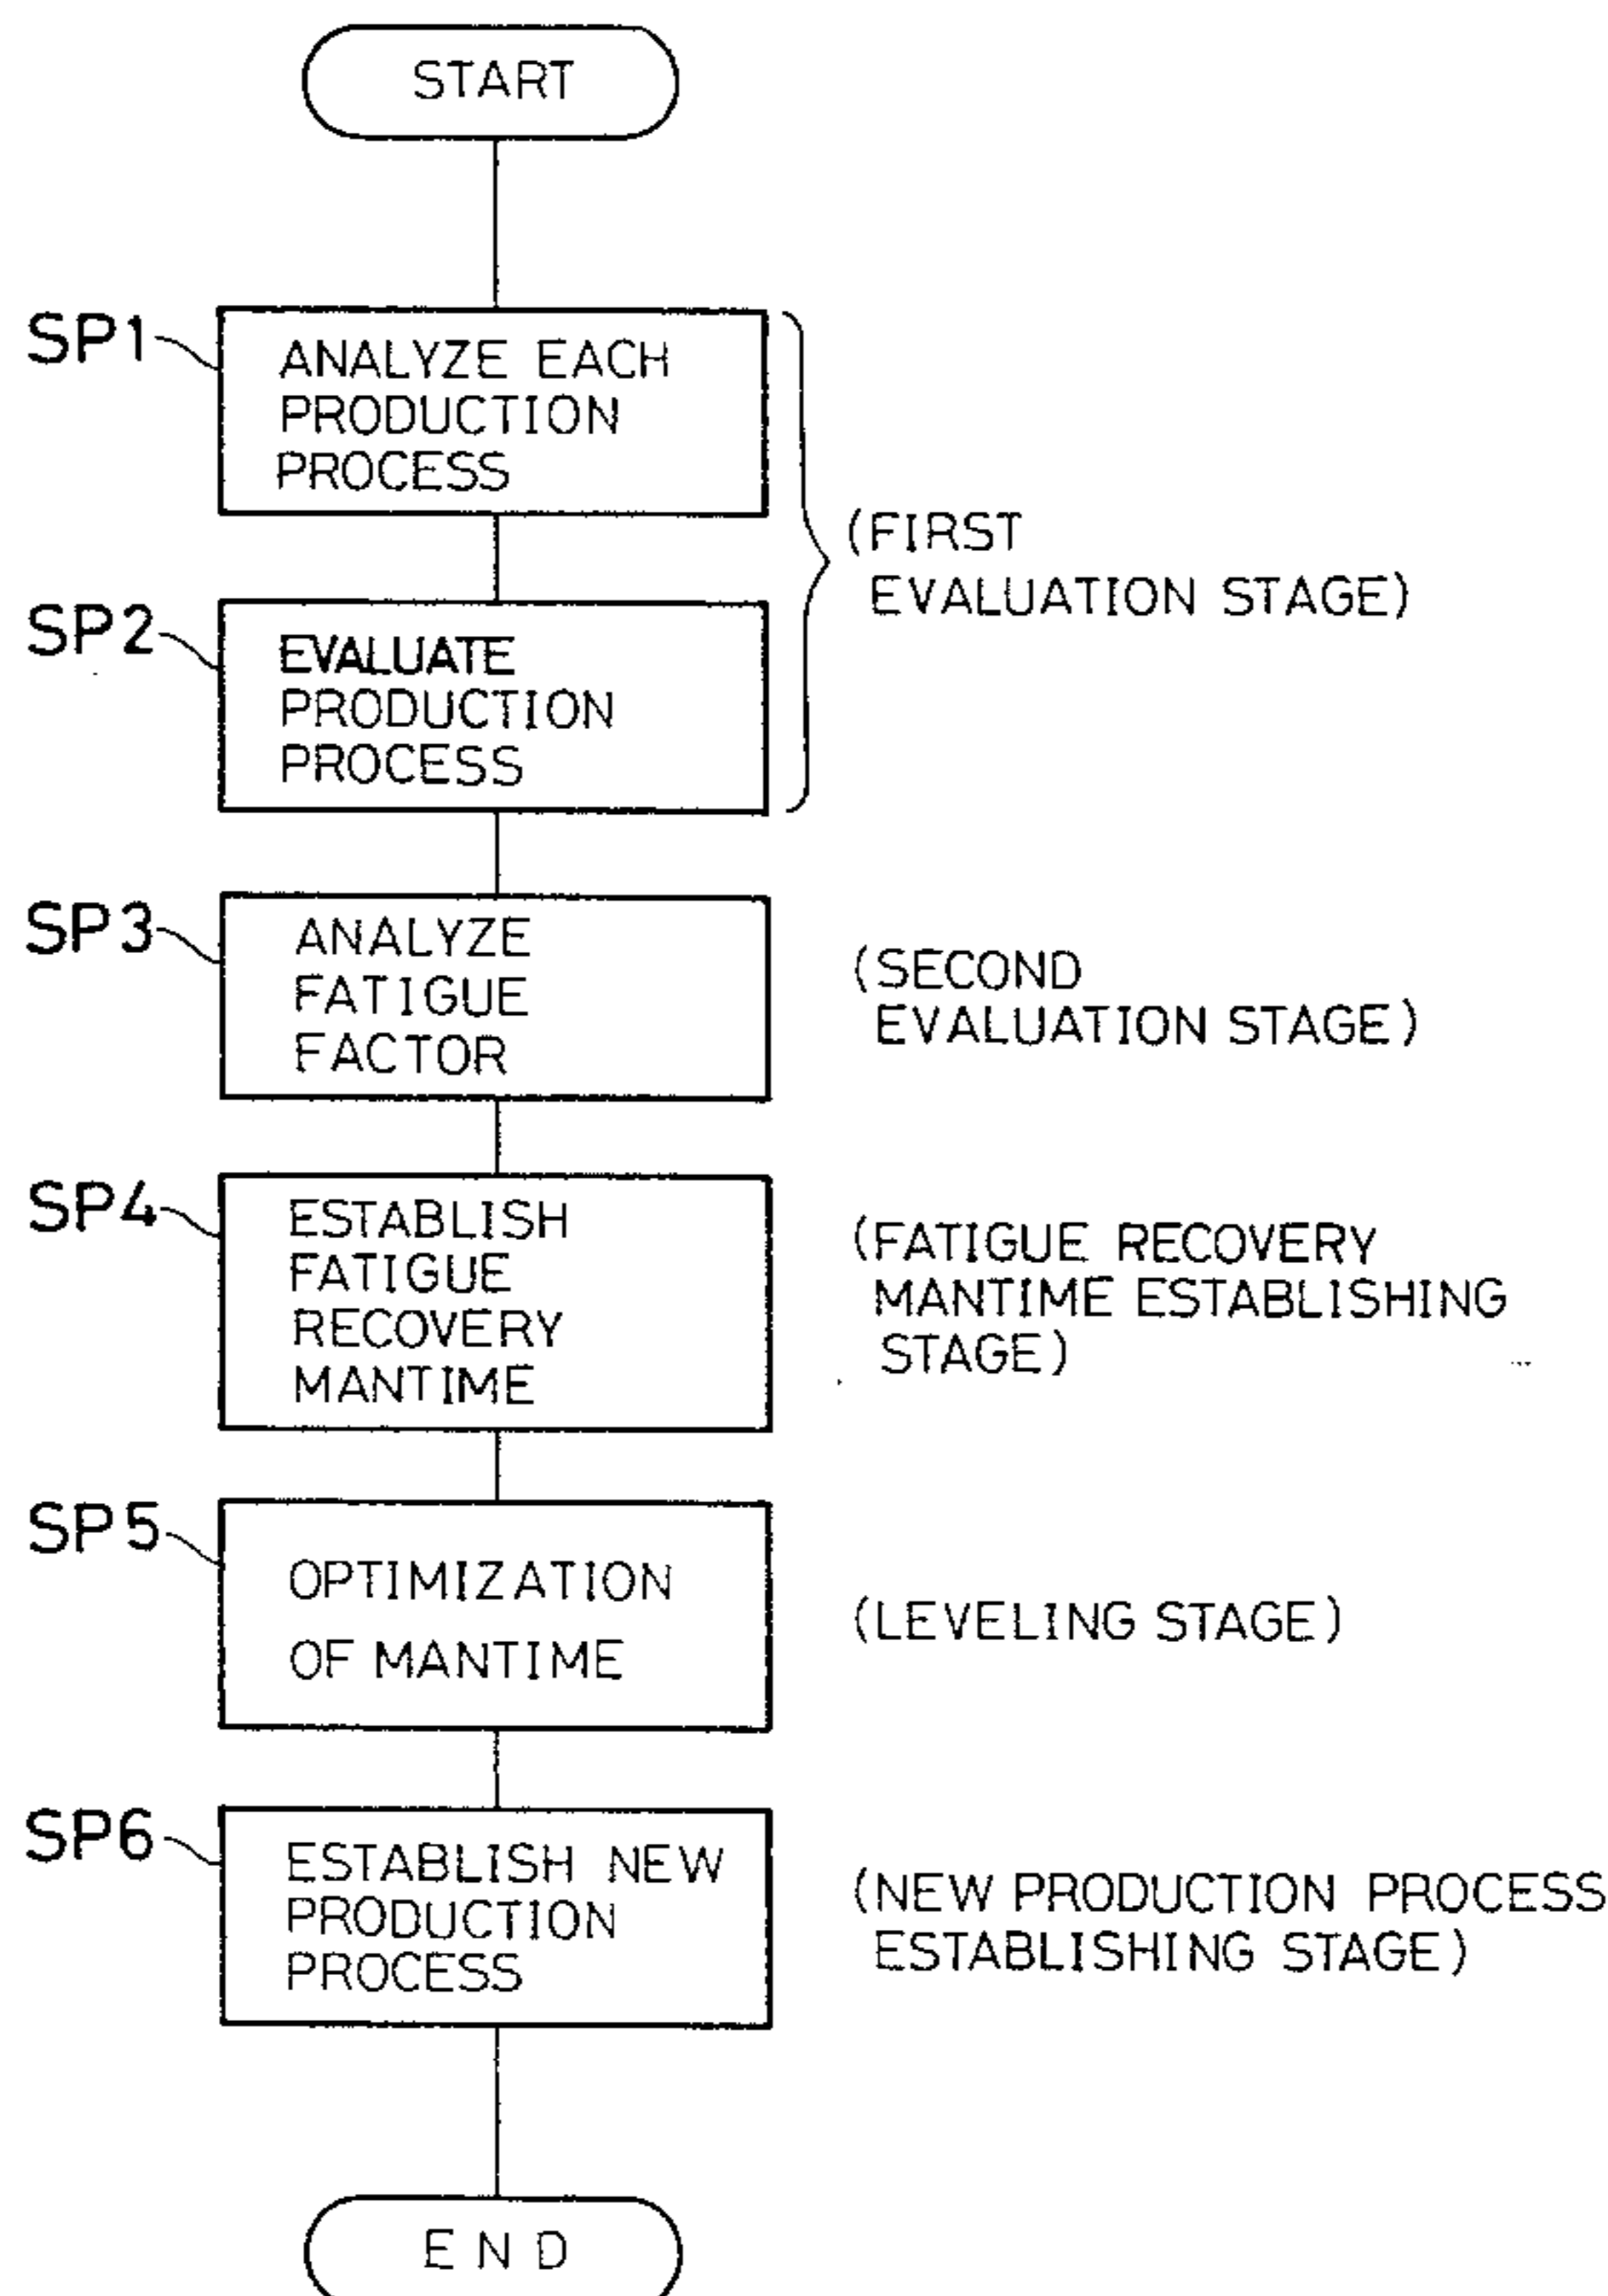 START
SP1
ANALYZE EACH
PRODUCTION
PROCESS
(FIRST
EVALUATION STAGE)
SP2
EVALUATE
PRODUCTION
PROCESS
SP3
ANALYZE
FATIGUE
FACTOR
(SECOND
EVALUATION STAGE)
SP4
ESTABLISH
FATIGUE
RECOVERY
MANTIME
(FATIGUE RECOVERY
MANTIME ESTABLISHING
STAGE)
SP5
OPTIMIZATION
OF MANTIME
(LEVELING STAGE)
SP6
ESTABLISH NEW
PRODUCTION
PROCESS
(NEW PRODUCTION PROCESS
ESTABLISHING STAGE)
END